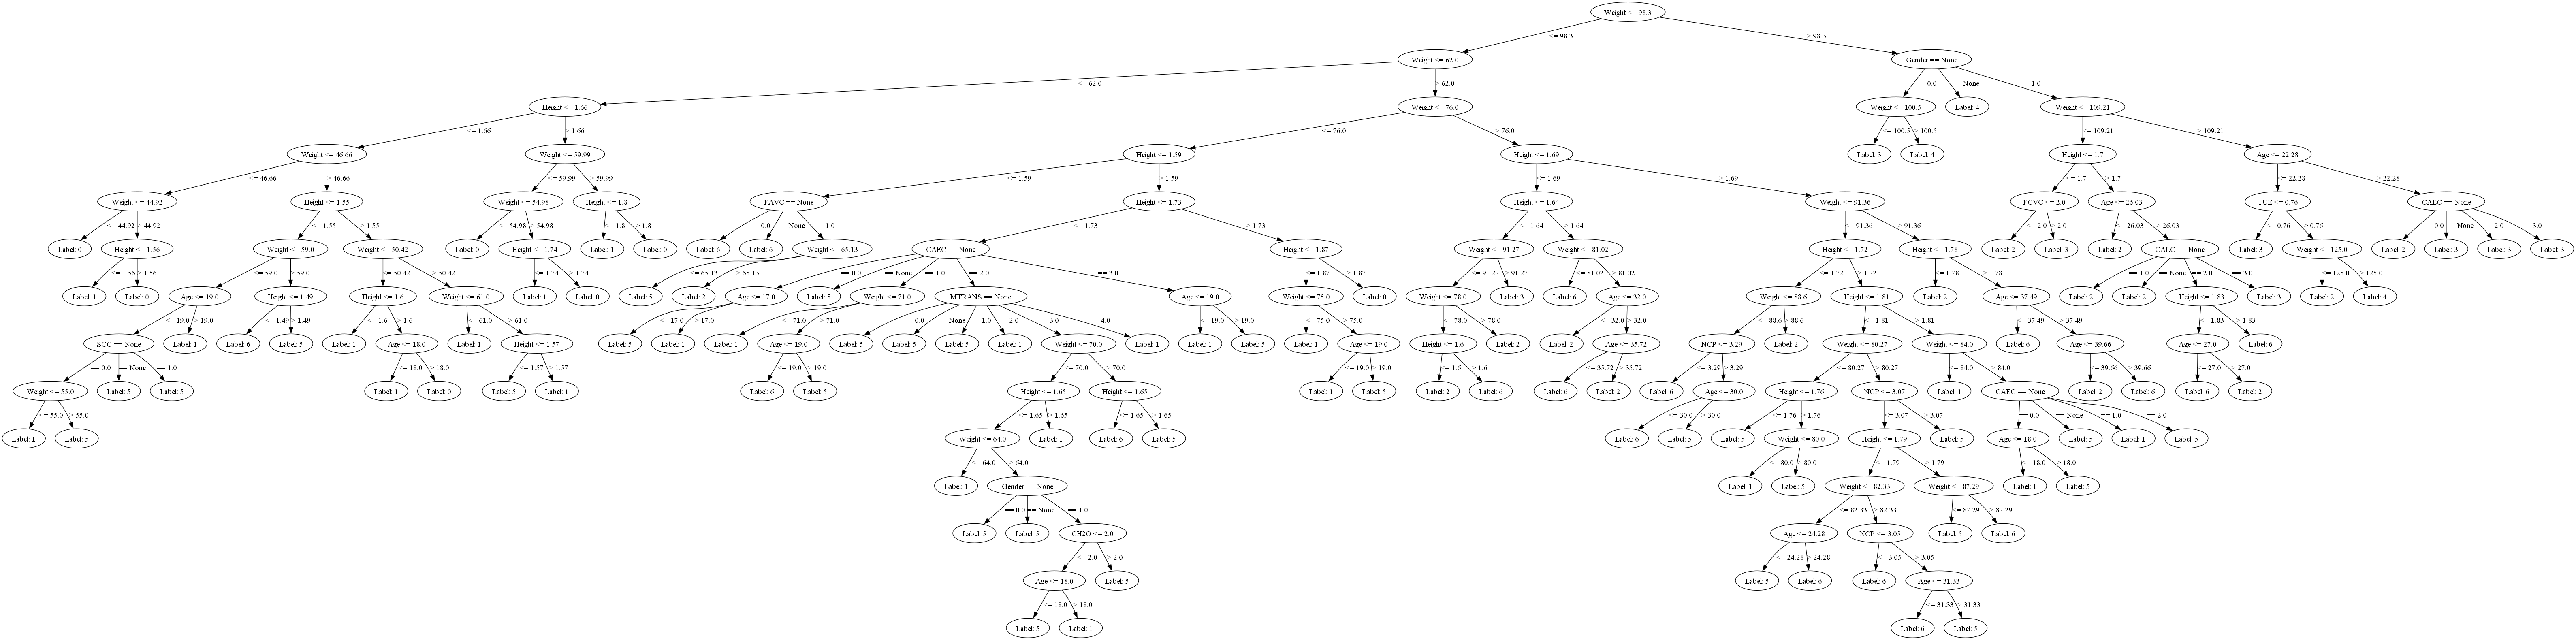 Weight <= 98.3
<= 98.3 > 98.3
Weight <= 62.0 Gender == None
<= 62.0 > 62.0 == 0.0 == None == 1.0
Height <= 1.66 Weight <= 76.0 Weight <= 100.5 Label: 4 Weight <= 109.21
<= 1.66 > 1.66 <= 76.0 > 76.0 <= 100.5 > 100.5 <= 109.21 > 109.21
Weight <= 46.66 Weight <= 59.99 Height <= 1.59 Height <= 1.69 Label: 3 Label: 4 Height <= 1.7 Age <= 22.28
<= 46.66 > 46.66 <= 59.99 > 59.99 <= 1.59 > 1.59 <= 1.69 > 1.69 <= 1.7 > 1.7 <= 22.28 > 22.28
Weight <= 44.92 Height <= 1.55 Weight <= 54.98 Height <= 1.8 FAVC == None Height <= 1.73 Height <= 1.64 Weight <= 91.36 FCVC <= 2.0 Age <= 26.03 TUE <= 0.76 CAEC == None
<= 44.92 > 44.92 <= 1.55 > 1.55 <= 54.98 > 54.98 <= 1.8 > 1.8 == 0.0 == None == 1.0 <= 1.73 > 1.73 <= 1.64 > 1.64 <= 91.36 > 91.36 <= 2.0 > 2.0 <= 26.03 > 26.03 <= 0.76 > 0.76 == 0.0 == None == 2.0 == 3.0
Label: 0 Height <= 1.56 Weight <= 59.0 Weight <= 50.42 Label: 0 Height <= 1.74 Label: 1 Label: 0 Label: 6 Label: 6 Weight <= 65.13 CAEC == None Height <= 1.87 Weight <= 91.27 Weight <= 81.02 Height <= 1.72 Height <= 1.78 Label: 2 Label: 3 Label: 2 CALC == None Label: 3 Weight <= 125.0 Label: 2 Label: 3 Label: 3 Label: 3
<= 1.56 > 1.56 <= 59.0 > 59.0 <= 50.42 > 50.42 <= 1.74 > 1.74 <= 65.13 > 65.13 == 0.0 == None == 1.0 == 2.0 == 3.0 <= 1.87 > 1.87 <= 91.27 > 91.27 <= 81.02 > 81.02 <= 1.72 > 1.72 <= 1.78 > 1.78 == 1.0 == None == 2.0 == 3.0 <= 125.0 > 125.0
Label: 1 Label: 0 Age <= 19.0 Height <= 1.49 Height <= 1.6 Weight <= 61.0 Label: 1 Label: 0 Label: 5 Label: 2 Age <= 17.0 Label: 5 Weight <= 71.0 MTRANS == None Age <= 19.0 Weight <= 75.0 Label: 0 Weight <= 78.0 Label: 3 Label: 6 Age <= 32.0 Weight <= 88.6 Height <= 1.81 Label: 2 Age <= 37.49 Label: 2 Label: 2 Height <= 1.83 Label: 3 Label: 2 Label: 4
<= 19.0 > 19.0 <= 1.49 > 1.49 <= 1.6 > 1.6 <= 61.0 > 61.0 <= 17.0 > 17.0 <= 71.0 > 71.0 == 0.0 == None == 1.0 == 2.0 == 3.0 == 4.0 <= 19.0 > 19.0 <= 75.0 > 75.0 <= 78.0 > 78.0 <= 32.0 > 32.0 <= 88.6 > 88.6 <= 1.81 > 1.81 <= 37.49 > 37.49 <= 1.83 > 1.83
SCC == None Label: 1 Label: 6 Label: 5 Label: 1 Age <= 18.0 Label: 1 Height <= 1.57 Label: 5 Label: 1 Label: 1 Age <= 19.0 Label: 5 Label: 5 Label: 5 Label: 1 Weight <= 70.0 Label: 1 Label: 1 Label: 5 Label: 1 Age <= 19.0 Height <= 1.6 Label: 2 Label: 2 Age <= 35.72 NCP <= 3.29 Label: 2 Weight <= 80.27 Weight <= 84.0 Label: 6 Age <= 39.66 Age <= 27.0 Label: 6
== 0.0 == None == 1.0 <= 18.0 > 18.0 <= 1.57 > 1.57 <= 19.0 > 19.0 <= 70.0 > 70.0 <= 19.0 > 19.0 <= 1.6 > 1.6 <= 35.72 > 35.72 <= 3.29 > 3.29 <= 80.27 > 80.27 <= 84.0 > 84.0 <= 39.66 > 39.66 <= 27.0 > 27.0
Weight <= 55.0 Label: 5 Label: 5 Label: 1 Label: 0 Label: 5 Label: 1 Label: 6 Label: 5 Height <= 1.65 Height <= 1.65 Label: 1 Label: 5 Label: 2 Label: 6 Label: 6 Label: 2 Label: 6 Age <= 30.0 Height <= 1.76 NCP <= 3.07 Label: 1 CAEC == None Label: 2 Label: 6 Label: 6 Label: 2
<= 55.0 > 55.0 <= 1.65 > 1.65 <= 1.65 > 1.65 <= 30.0 > 30.0 <= 1.76 > 1.76 <= 3.07 > 3.07 == 0.0 == None == 1.0 == 2.0
Label: 1 Label: 5 Weight <= 64.0 Label: 1 Label: 6 Label: 5 Label: 6 Label: 5 Label: 5 Weight <= 80.0 Height <= 1.79 Label: 5 Age <= 18.0 Label: 5 Label: 1 Label: 5
<= 64.0 > 64.0 <= 80.0 > 80.0 <= 1.79 > 1.79 <= 18.0 > 18.0
Label: 1 Gender == None Label: 1 Label: 5 Weight <= 82.33 Weight <= 87.29 Label: 1 Label: 5
== 0.0 == None == 1.0 <= 82.33 > 82.33 <= 87.29 > 87.29
Label: 5 Label: 5 CH2O <= 2.0 Age <= 24.28 NCP <= 3.05 Label: 5 Label: 6
<= 2.0 > 2.0 <= 24.28 > 24.28 <= 3.05 > 3.05
Age <= 18.0 Label: 5 Label: 5 Label: 6 Label: 6 Age <= 31.33
<= 18.0 > 18.0 <= 31.33 > 31.33
Label: 5 Label: 1 Label: 6 Label: 5